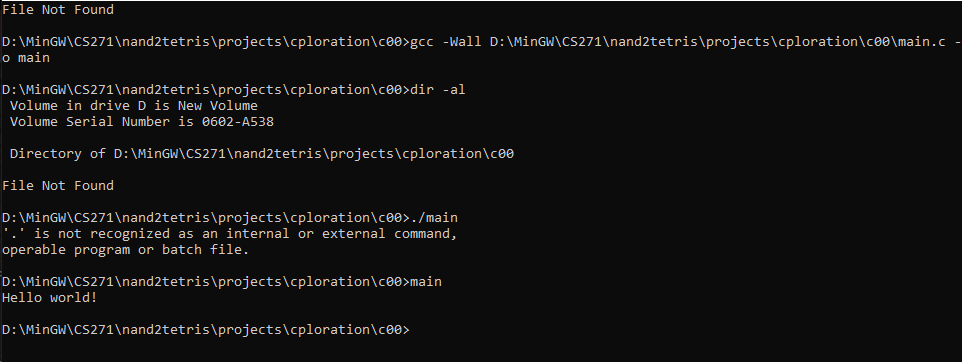 File Not Found
D:\MinGW\CS271\nand2tetris\projects\cploration\c00>gcc -Wall D:\MinGW\CS271\nand2tetris\projects\cploration\c00\main.c -
o main
D:\MinGW\CS271\nand2tetris\projects\cploration\c00>dir -al
 Volume in drive D is New Volume
 Volume Serial Number is 0602-A538
 Directory of D:\MinGW\CS271\nand2tetris\projects\cploration\c00
File Not Found
D:\MinGW\CS271\nand2tetris\projects\cploration\c00>./main
'.' is not recognized as an internal or external command,
operable program or batch file.
D:\MinGW\CS271\nand2tetris\projects\cploration\c00>main
Hello world!
D:\MinGW\CS271\nand2tetris\projects\cploration\c00>